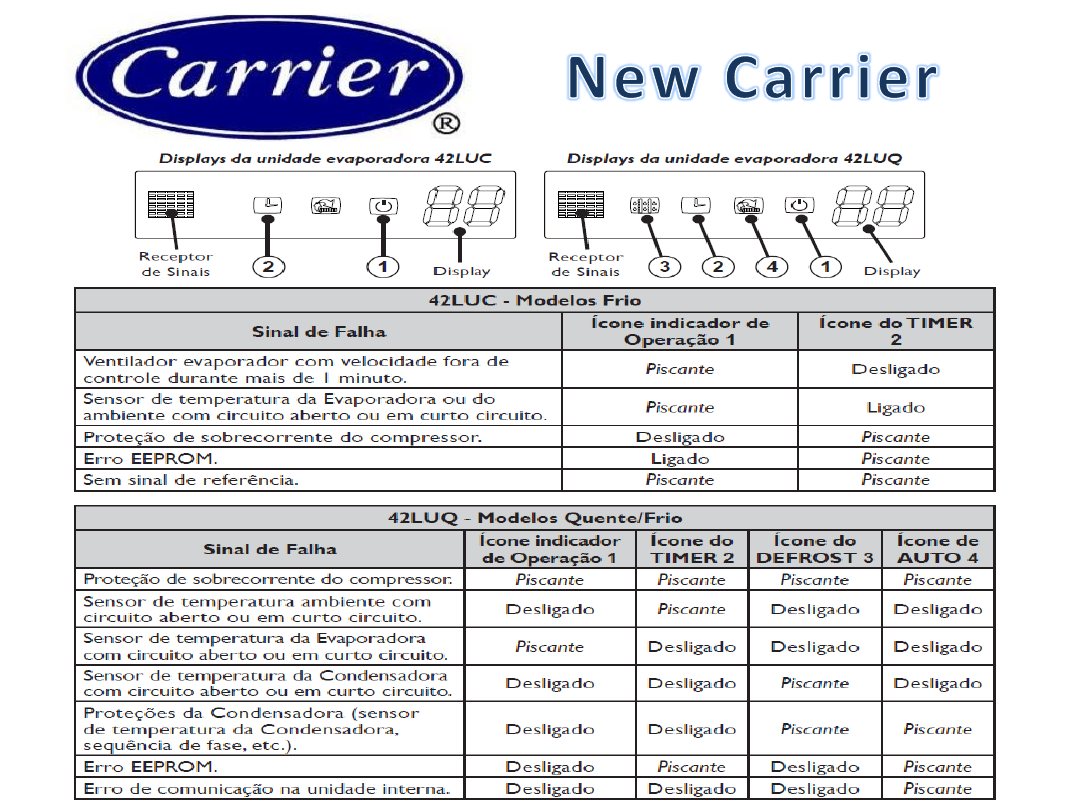 Carrier
®
New Carrier
Displays da unidade evaporadora 42LUC
Displays da unidade evaporadora 42LUQ
88
88
Receptor
de Sinais
2
1
Display
Receptor
de Sinais
3
2
4
1
Display
42LUC - Modelos Frio
Sinal de Falha
Ícone indicador de
Operação 1
Ícone do TIMER
2
Ventilador evaporador com velocidade fora de
controle durante mais de 1 minuto.
Piscante
Desligado
Sensor de temperatura da Evaporadora ou do
ambiente com circuito aberto ou em curto circuito.
Piscante
Ligado
Proteção de sobrecorrente do compressor.
Desligado
Piscante
Erro EEPROM.
Ligado
Piscante
Sem sinal de referência.
Piscante
Piscante
42LUQ - Modelos Quente/Frio
Sinal de Falha
Ícone indicador
de Operação 1
Ícone do
TIMER 2
Ícone do
DEFROST 3
Ícone de
AUTO 4
Proteção de sobrecorrente do compressor.
Piscante
Piscante
Piscante
Piscante
Sensor de temperatura ambiente com
circuito aberto ou em curto circuito.
Desligado
Piscante
Desligado
Desligado
Sensor de temperatura da Evaporadora
com circuito aberto ou em curto circuito.
Piscante
Desligado
Desligado
Desligado
Sensor de temperatura da Condensadora
com circuito aberto ou em curto circuito.
Desligado
Desligado
Piscante
Desligado
Proteções da Condensadora (sensor
de temperatura da Condensadora,
sequência de fase, etc.).
Desligado
Desligado
Piscante
Piscante
Erro EEPROM.
Desligado
Piscante
Desligado
Piscante
Erro de comunicação na unidade interna.
Desligado
Desligado
Desligado
Piscante